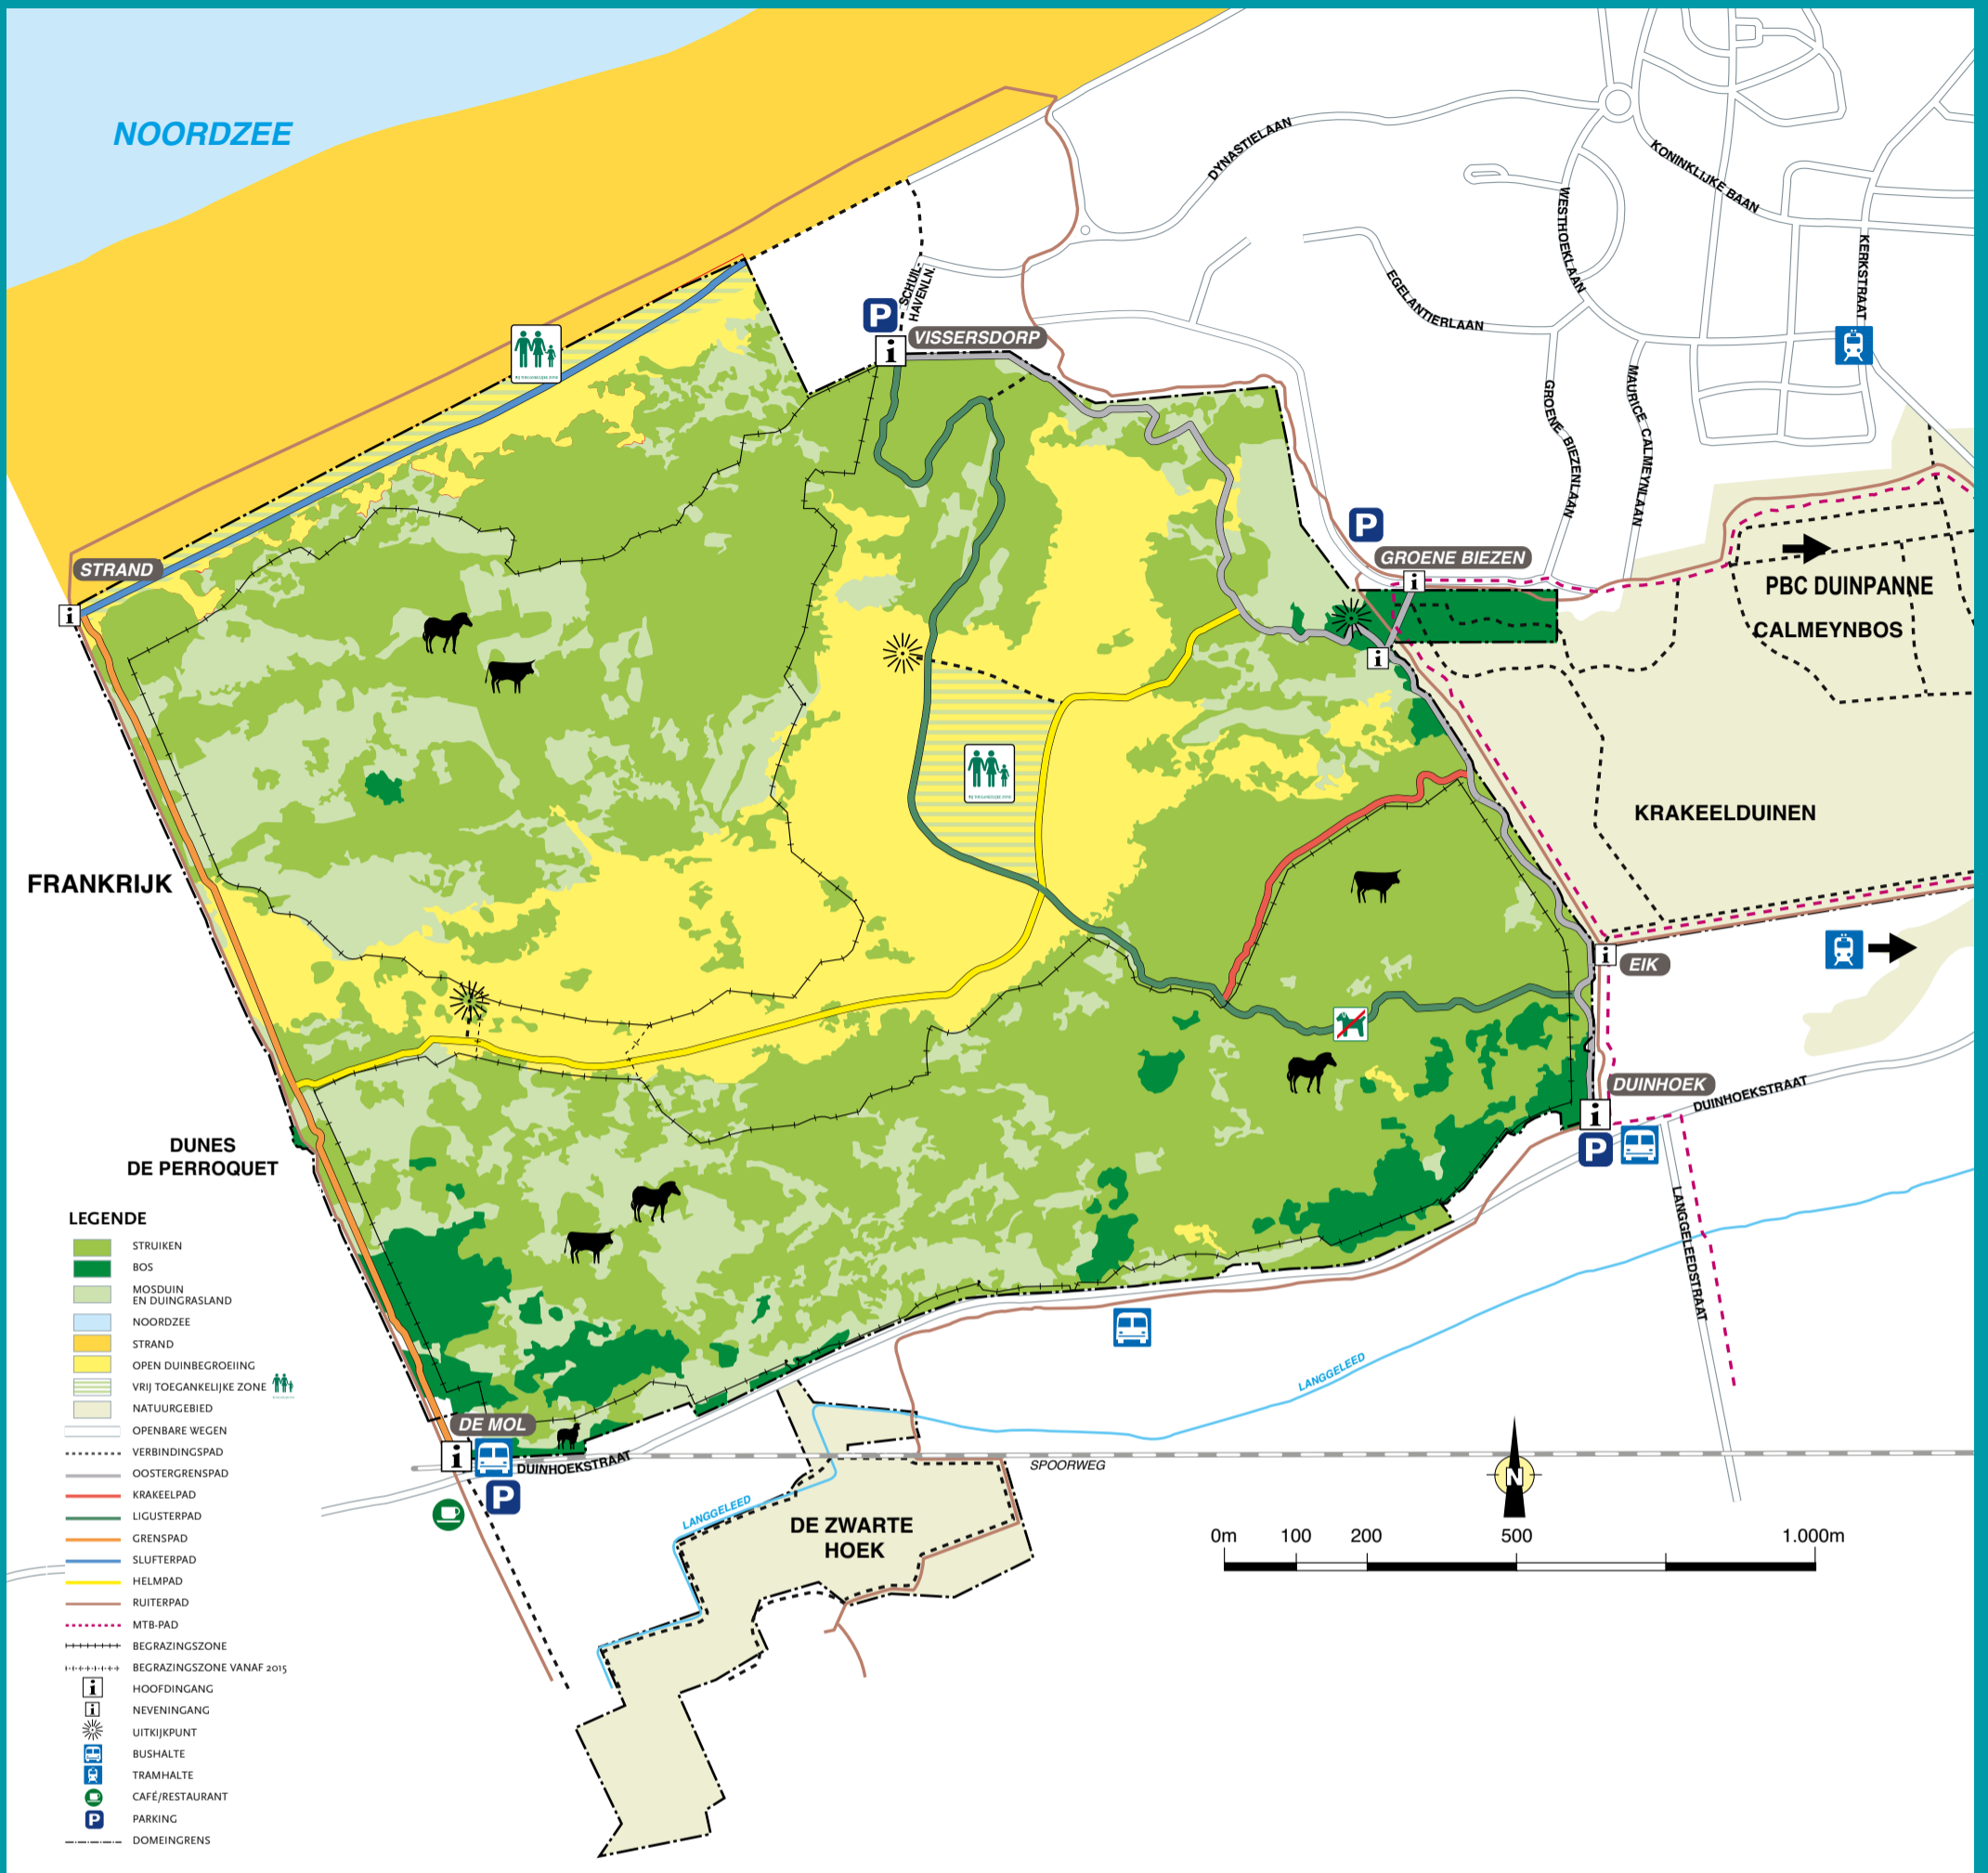 NOORDZEE
DYNASTIELAAN
KONINKLIJKE BAAN
WESTHOEKLAAN
KERKSTRAAT
EGELANTIERLAAN
SCHUIL-
HAVENLN.
P
i
VISSERSDORP
GROENE BIEZENLAAN
MAURICE CALMEYNLAAN
P
STRAND
i
GROENE BIEZEN
i
PBC DUINPANNE
CALMEYNBOS
i
KRAKEELDUINEN
FRANKRIJK
i
EIK
DUINHOEK
i
DUINHOEKSTRAAT
P
DUNES
DE PERROQUET
LANGGELEEDSTRAAT
LANGGELEED
DE MOL
i
DUINHOEKSTRAAT
P
SPOORWEG
LANGGELEED
DE ZWARTE
HOEK
N
0m 100 200 500 1.000m
LEGENDE
STRUIKEN
BOS
MOSDUIN
EN DUINGRASLAND
NOORDZEE
STRAND
OPEN DUINBEGROEIING
VRIJ TOEGANKELIJKE ZONE
NATUURGEBIED
OPENBARE WEGEN
VERBINDINGSPAD
OOSTERGRENSPAD
KRAKEELPAD
LIGUSTERPAD
GRENSPAD
SLUFTERPAD
HELMPAD
RUITERPAD
MTB-PAD
BEGRAZINGSZONE
BEGRAZINGSZONE VANAF 2015
i HOOFDINGANG
i NEVENINGANG
UITKIJKPUNT
BUSHALTE
TRAMHALTE
CAFÉ/RESTAURANT
P PARKING
DOMEINGRENS